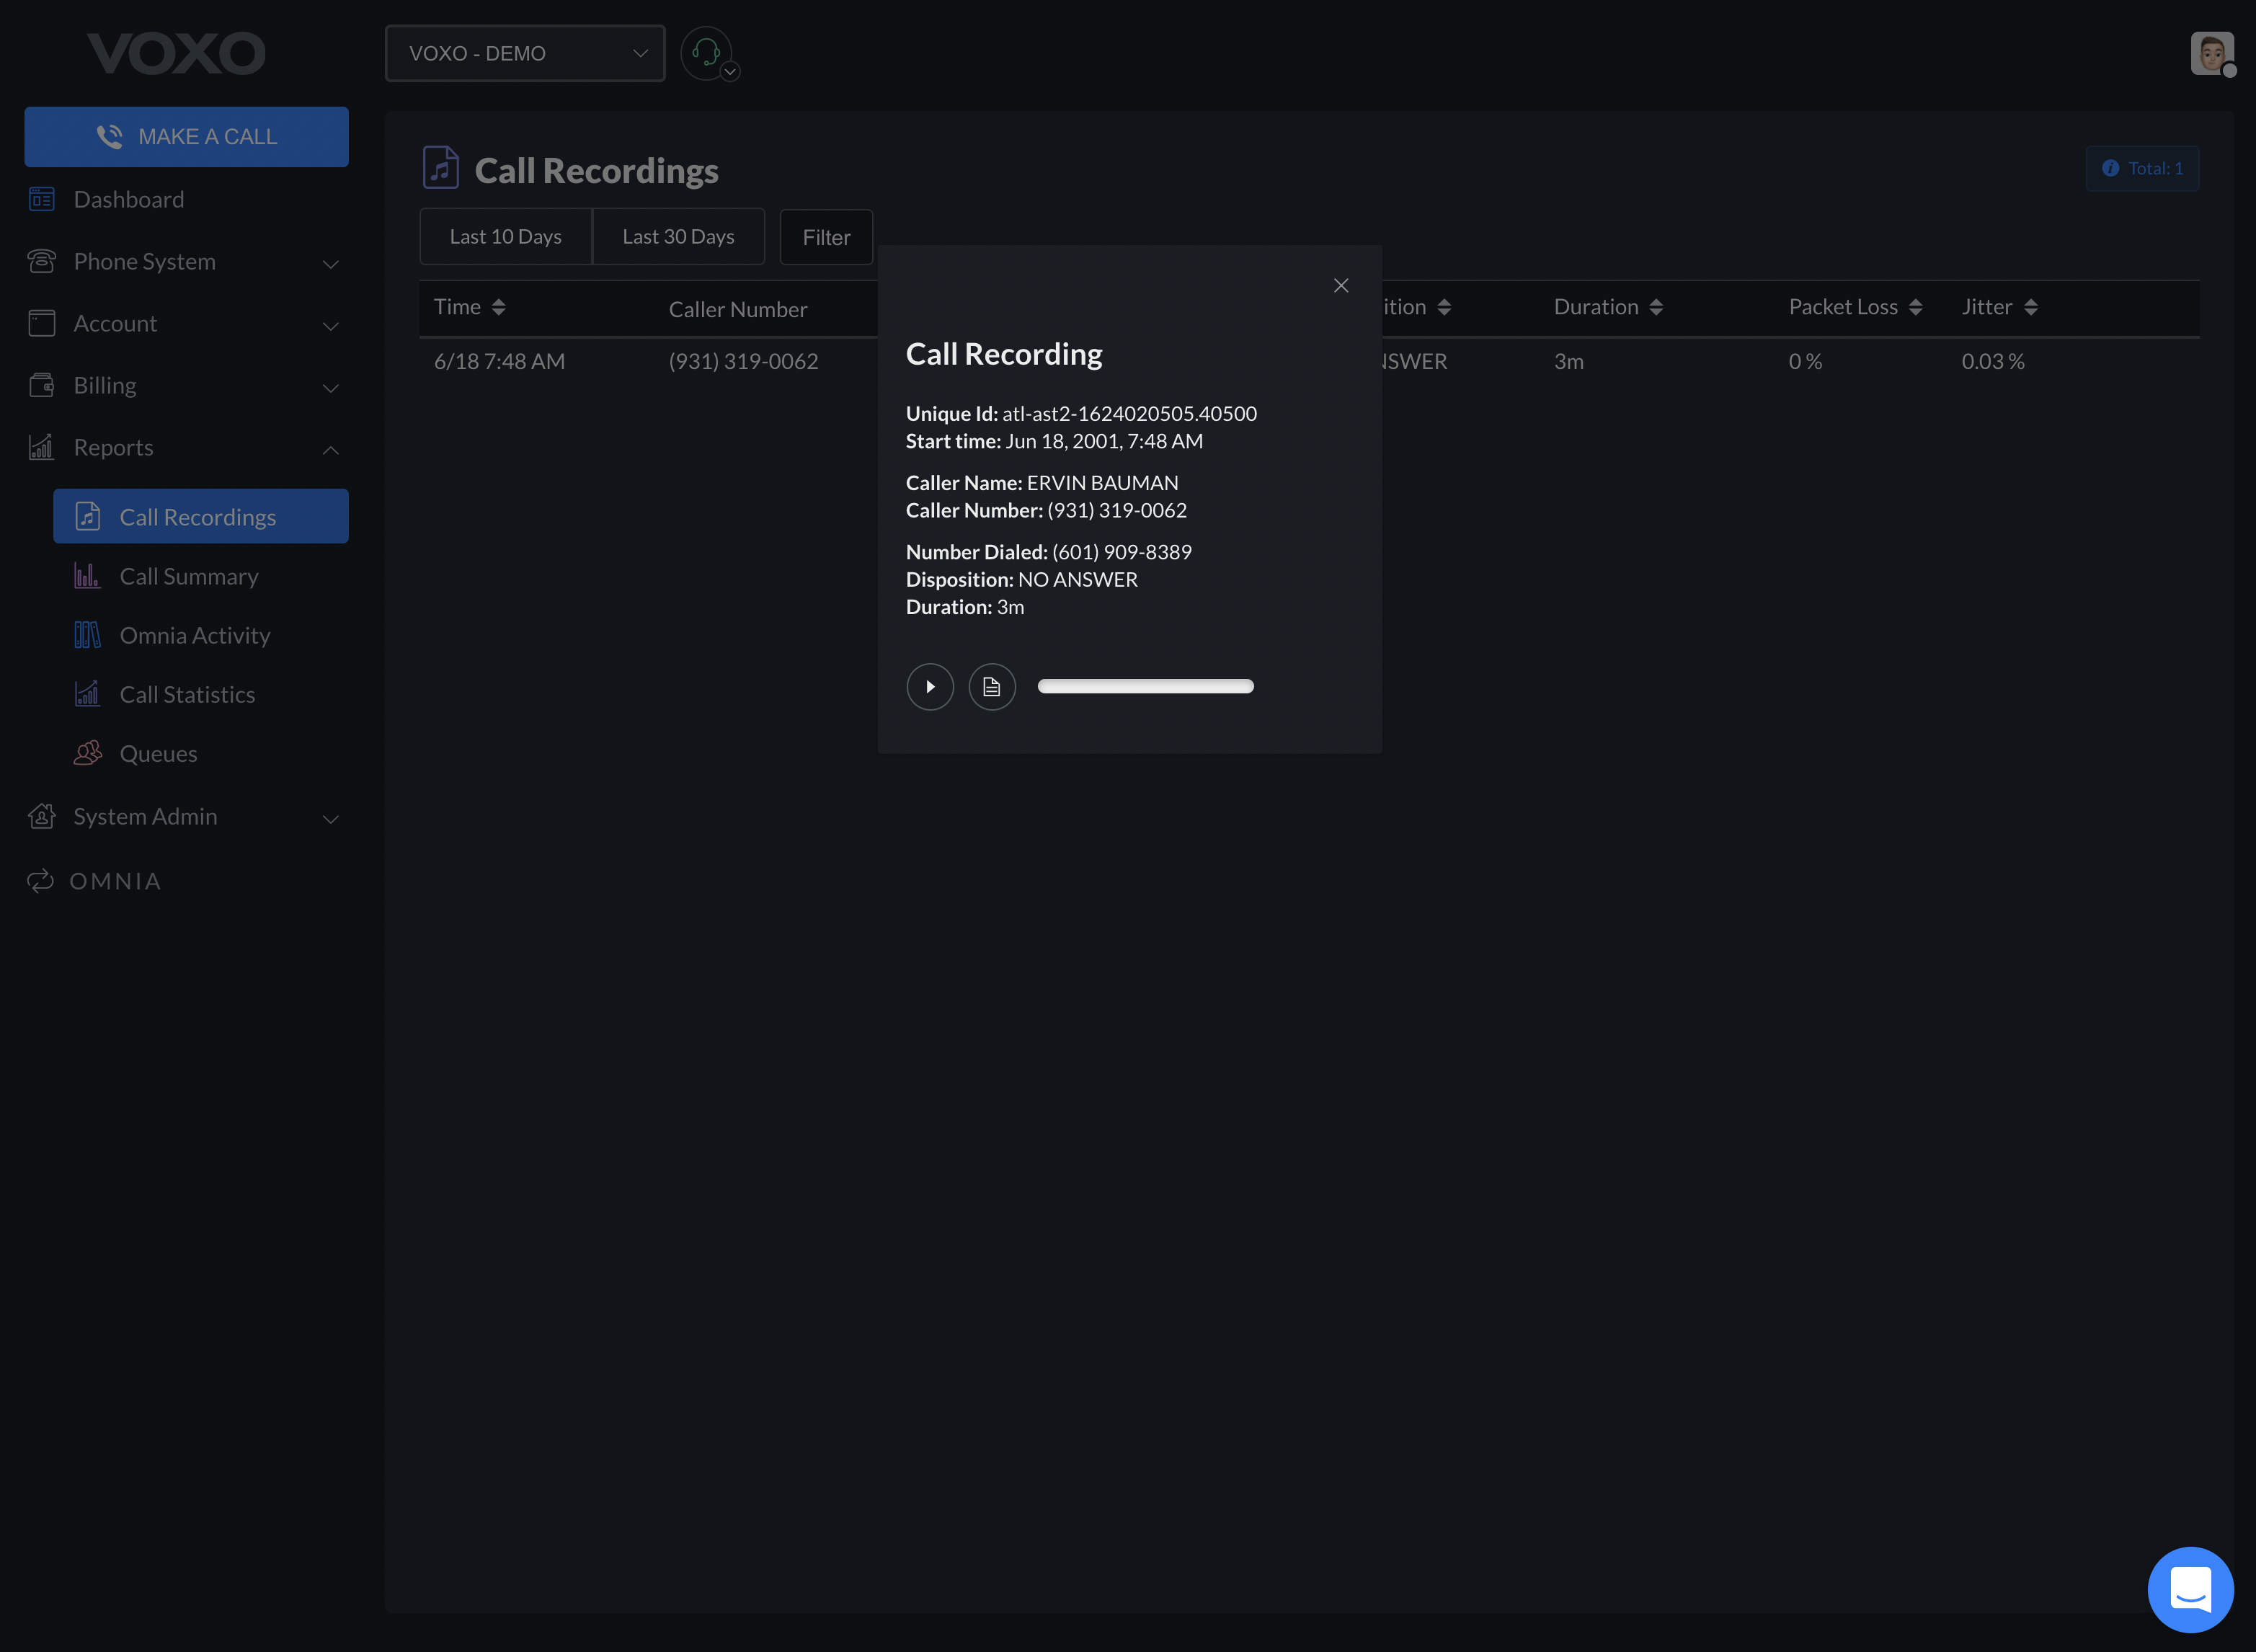 VOXO
VOXO - DEMO
MAKE A CALL
Dashboard
Phone System
Account
Billing
Reports
Call Recordings
Call Summary
Omnia Activity
Call Statistics
Queues
System Admin
OMNIA
Call Recordings
Total: 1
Last 10 Days Last 30 Days Filter
Time Caller Number ition Duration Packet Loss Jitter
6/18 7:48 AM (931) 319-0062 NSWER 3m 0 % 0.03 %
Call Recording
Unique Id: atl-ast2-1624020505.40500
Start time: Jun 18, 2001, 7:48 AM
Caller Name: ERVIN BAUMAN
Caller Number: (931) 319-0062
Number Dialed: (601) 909-8389
Disposition: NO ANSWER
Duration: 3m